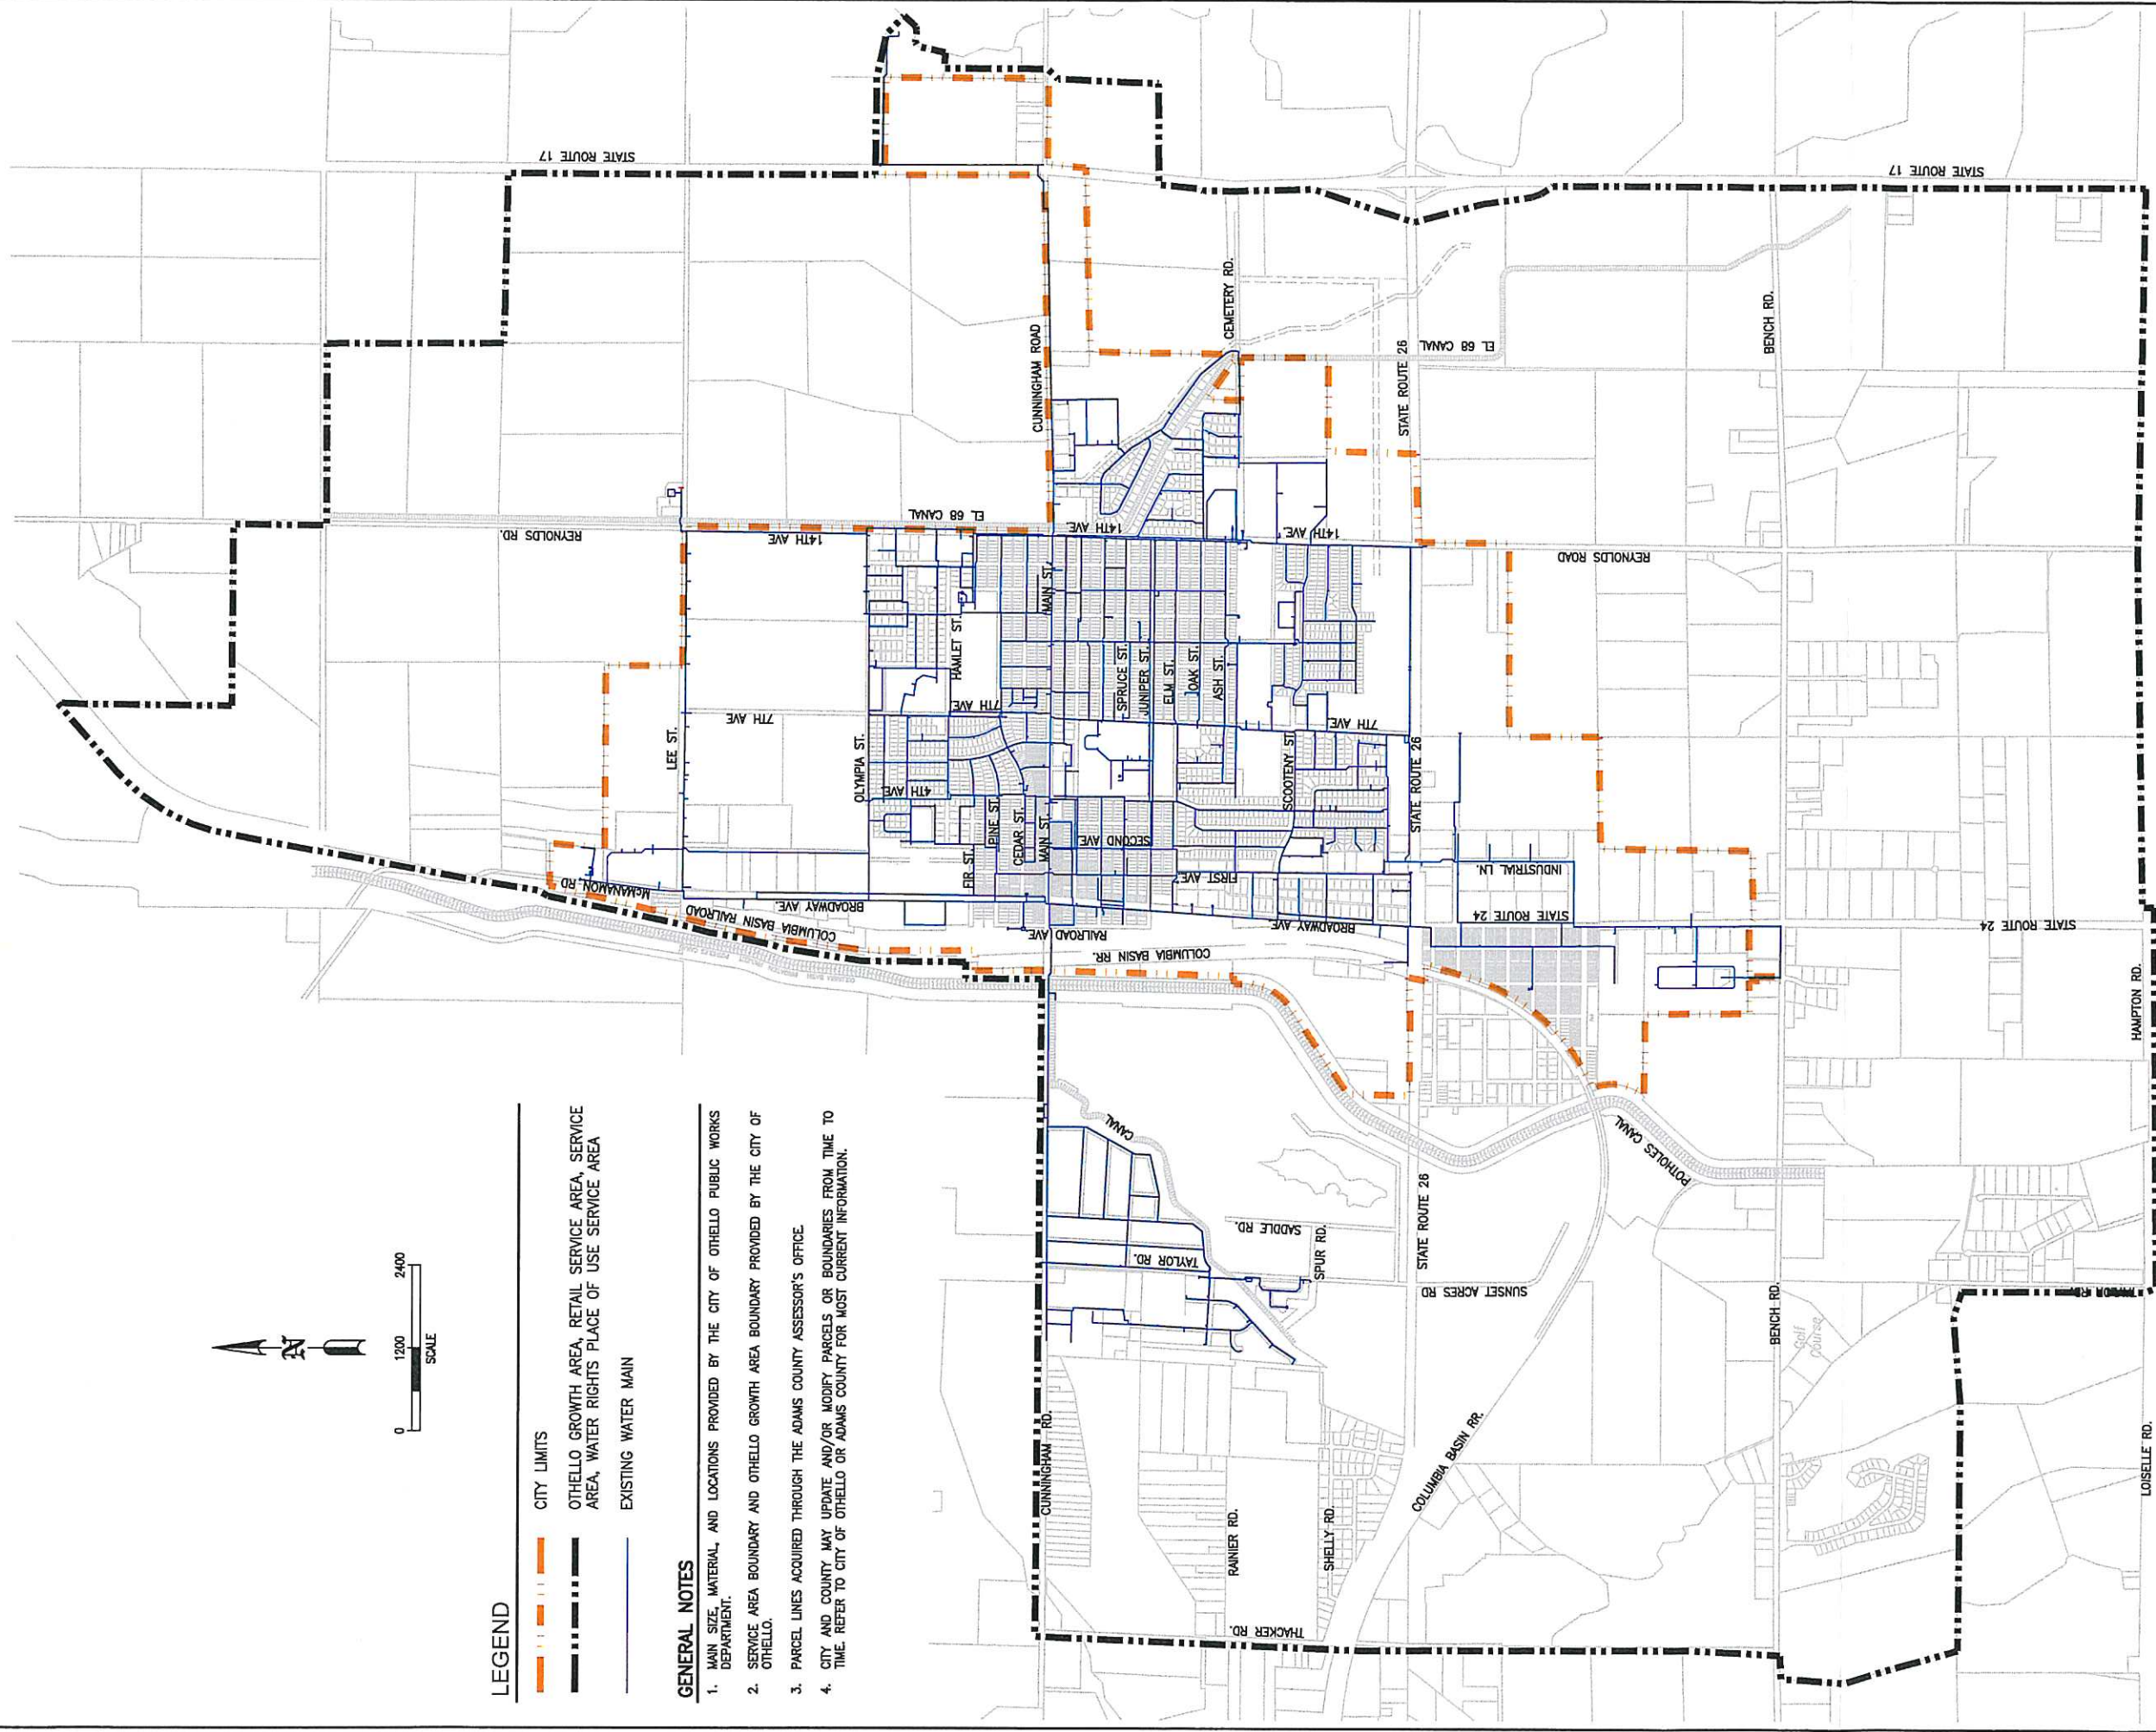 LEGEND
CITY LIMITS
OTHELLO GROWTH AREA, RETAIL SERVICE AREA, SERVICE
AREA, WATER RIGHTS PLACE OF USE SERVICE AREA
EXISTING WATER MAIN
GENERAL NOTES
1. MAIN SIZE, MATERIAL, AND LOCATIONS PROVIDED BY THE CITY OF OTHELLO PUBLIC WORKS
DEPARTMENT.
2. SERVICE AREA BOUNDARY AND OTHELLO GROWTH AREA BOUNDARY PROVIDED BY THE CITY OF
OTHELLO.
3. PARCEL LINES ACQUIRED THROUGH THE ADAMS COUNTY ASSESSOR'S OFFICE.
4. CITY AND COUNTY MAY UPDATE AND/OR MODIFY PARCELS OR BOUNDARIES FROM TIME TO
TIME. REFER TO CITY OF OTHELLO OR ADAMS COUNTY FOR MOST CURRENT INFORMATION.
N
0 1200 2400
SCALE
STATE ROUTE 17
REYNOLDS RD.
McMANAMON RD
LEE ST.
7TH AVE
14TH AVE
EL 68 CANAL
COLUMBIA BASIN RAILROAD
BROADWAY AVE.
OLYMPIA ST.
4TH AVE
HAMLET ST.
7TH AVE
FIR ST.
PINE ST.
CEDAR ST.
MAIN ST.
MAIN ST.
CUNNINGHAM ROAD
CUNNINGHAM RD.
RAILROAD AVE
SECOND AVE
14TH AVE.
SPRUCE ST.
JUNIPER ST.
ELM ST.
OAK ST.
ASH ST.
FIRST AVE
COLUMBIA BASIN RR.
BROADWAY AVE
SCOOTENY ST
7TH AVE
14TH AVE.
CEMETERY RD.
CANAL
TAYLOR RD.
SADDLE RD.
SPUR RD.
RAINIER RD.
SHELLY RD.
THACKER RD.
STATE ROUTE 26
STATE ROUTE 26
STATE ROUTE 26
EL 68 CANAL
SUNSET ACRES RD
COLUMBIA BASIN RR.
INDUSTRIAL LN.
STATE ROUTE 24
REYNOLDS ROAD
POTHOLES CANAL
BENCH RD.
BENCH RD.
Golf
Course
STATE ROUTE 17
STATE ROUTE 24
HAMPTON RD.
LOISELLE RD.